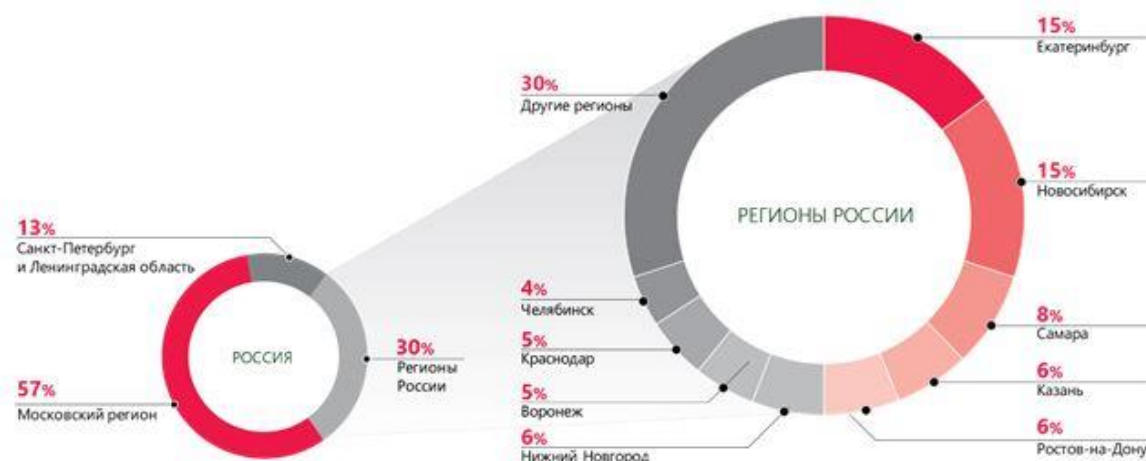 13%
Санкт-Петербург
и Ленинградская область
57%
Московский регион
РОССИЯ
30%
Регионы
России
30%
Другие регионы
4%
Челябинск
5%
Краснодар
5%
Воронеж
6%
Нижний Новгород
РЕГИОНЫ РОССИИ
15%
Екатеринбург
15%
Новосибирск
8%
Самара
6%
Казань
6%
Ростов-на-Дону